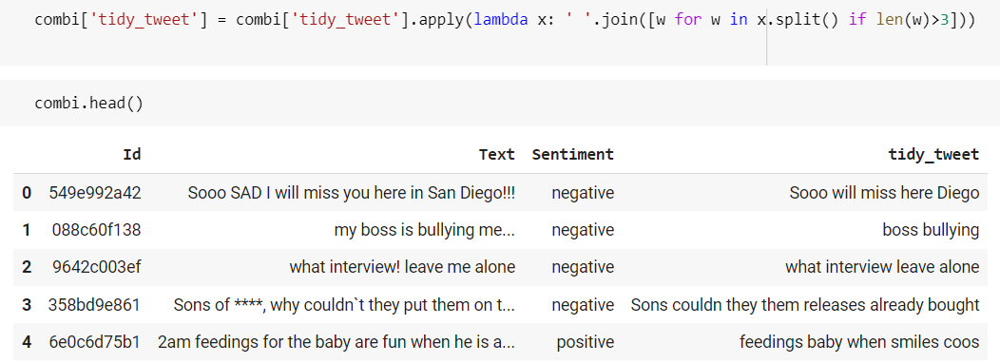 combi['tidy_tweet'] = combi['tidy_tweet'].apply(lambda x: ' '.join([w for w in x.split() if len(w)>3]))
combi.head()
Id Text Sentiment tidy_tweet
0 549e992a42 Sooo SAD I will miss you here in San Diego!!! negative Sooo will miss here Diego
1 088c60f138 my boss is bullying me... negative boss bullying
2 9642c003ef what interview! leave me alone negative what interview leave alone
3 358bd9e861 Sons of ****, why couldn`t they put them on t... negative Sons couldn they them releases already bought
4 6e0c6d75b1 2am feedings for the baby are fun when he is a... positive feedings baby when smiles coos